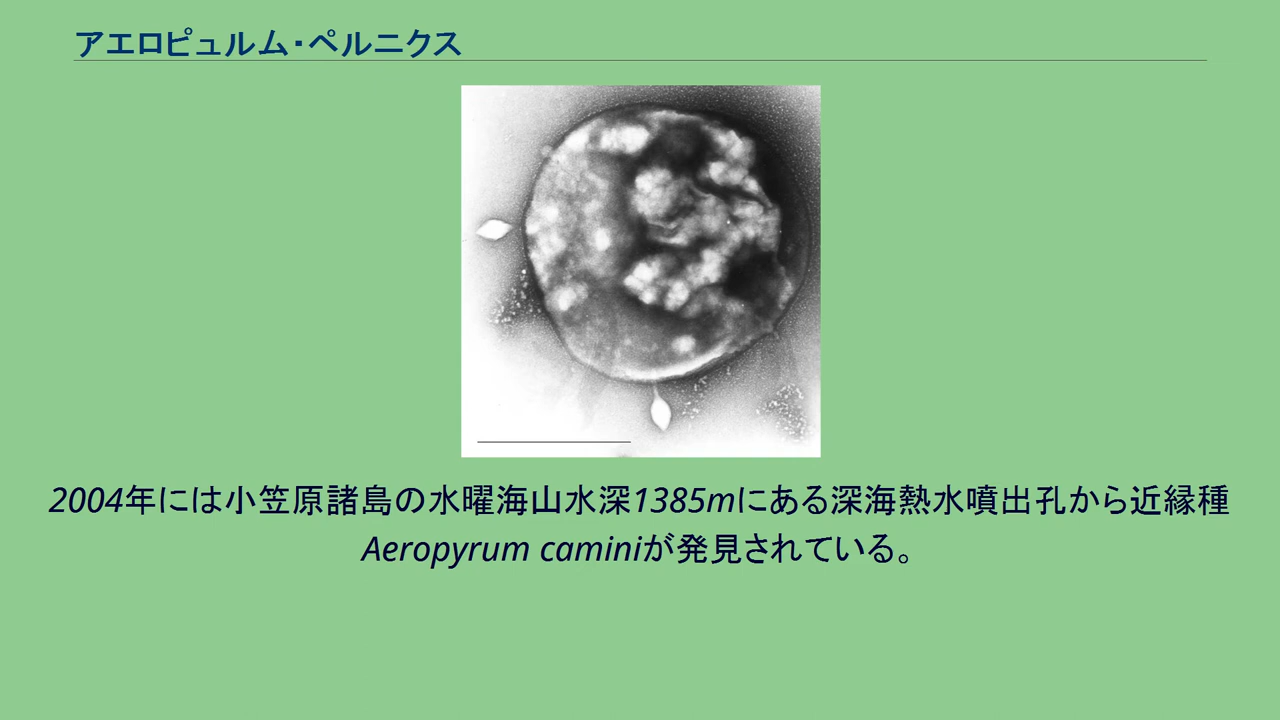 アエロピュルム・ペルニクス
2004年には小笠原諸島の水曜海山水深1385mにある深海熱水噴出孔から近縁種
Aeropyrum caminiが発見されている。